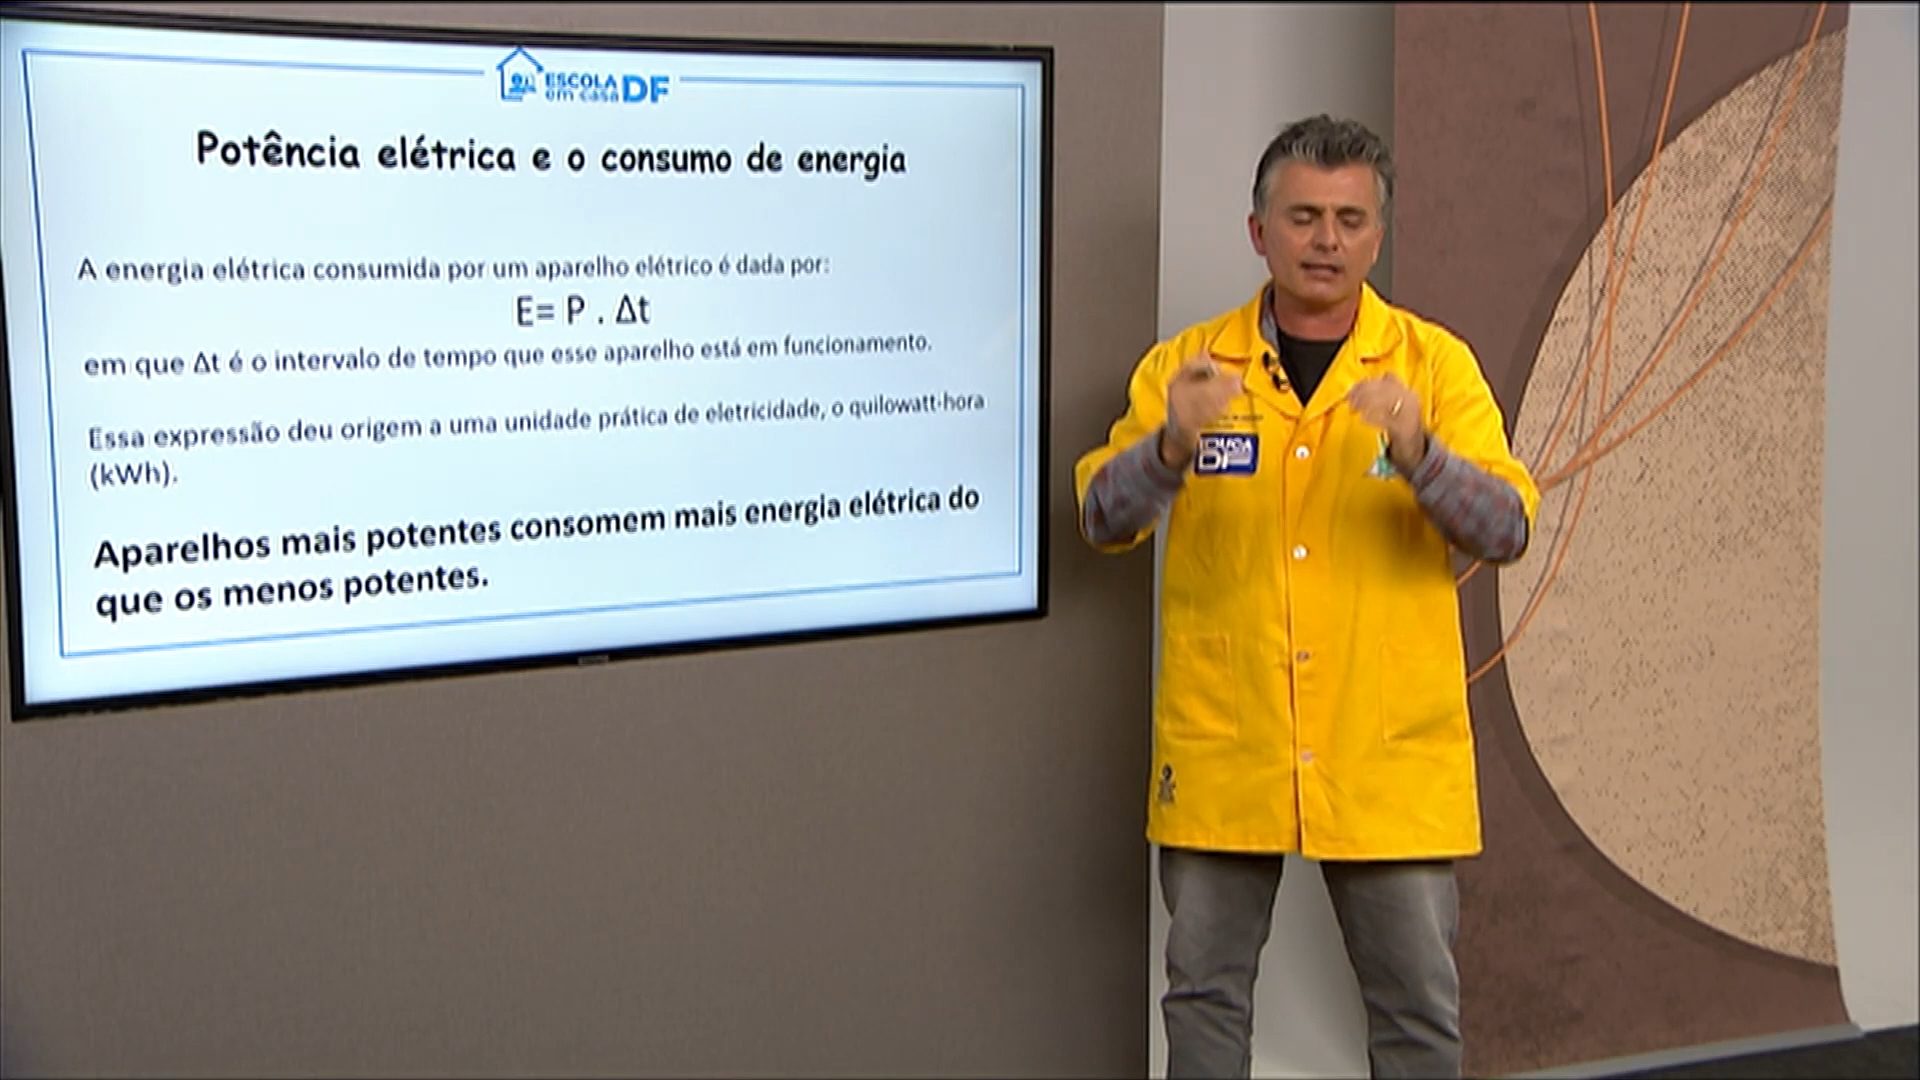 ESCOLA
em casa DF
Potência elétrica e o consumo de energia
A energia elétrica consumida por um aparelho elétrico é dada por:
E= P . Δt
em que Δt é o intervalo de tempo que esse aparelho está em funcionamento.
Essa expressão deu origem a uma unidade prática de eletricidade, o quilowatt-hora
(kWh).
Aparelhos mais potentes consomem mais energia elétrica do
que os menos potentes.